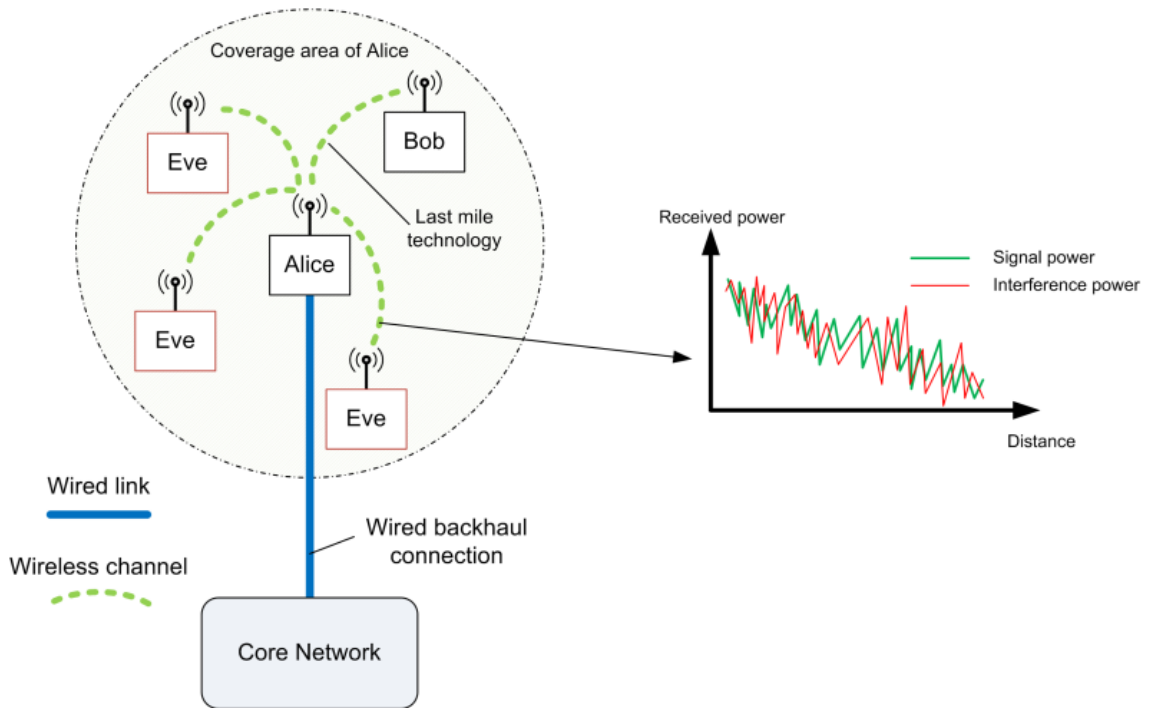 Coverage area of Alice
Eve
Bob
Last mile
technology
Alice
Eve
Eve
Wired link
Wireless channel
Wired backhaul
connection
Core Network
Received power
Signal power
Interference power
Distance